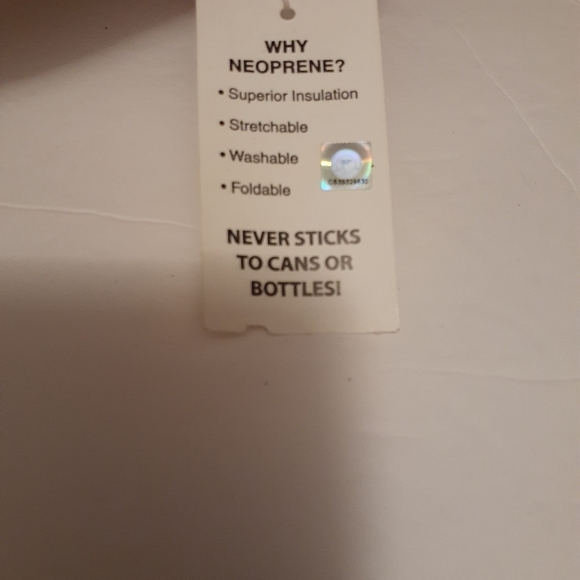 WHY
NEOPRENE?
• Superior Insulation
• Stretchable
• Washable
• Foldable
NEVER STICKS
TO CANS OR
BOTTLES!